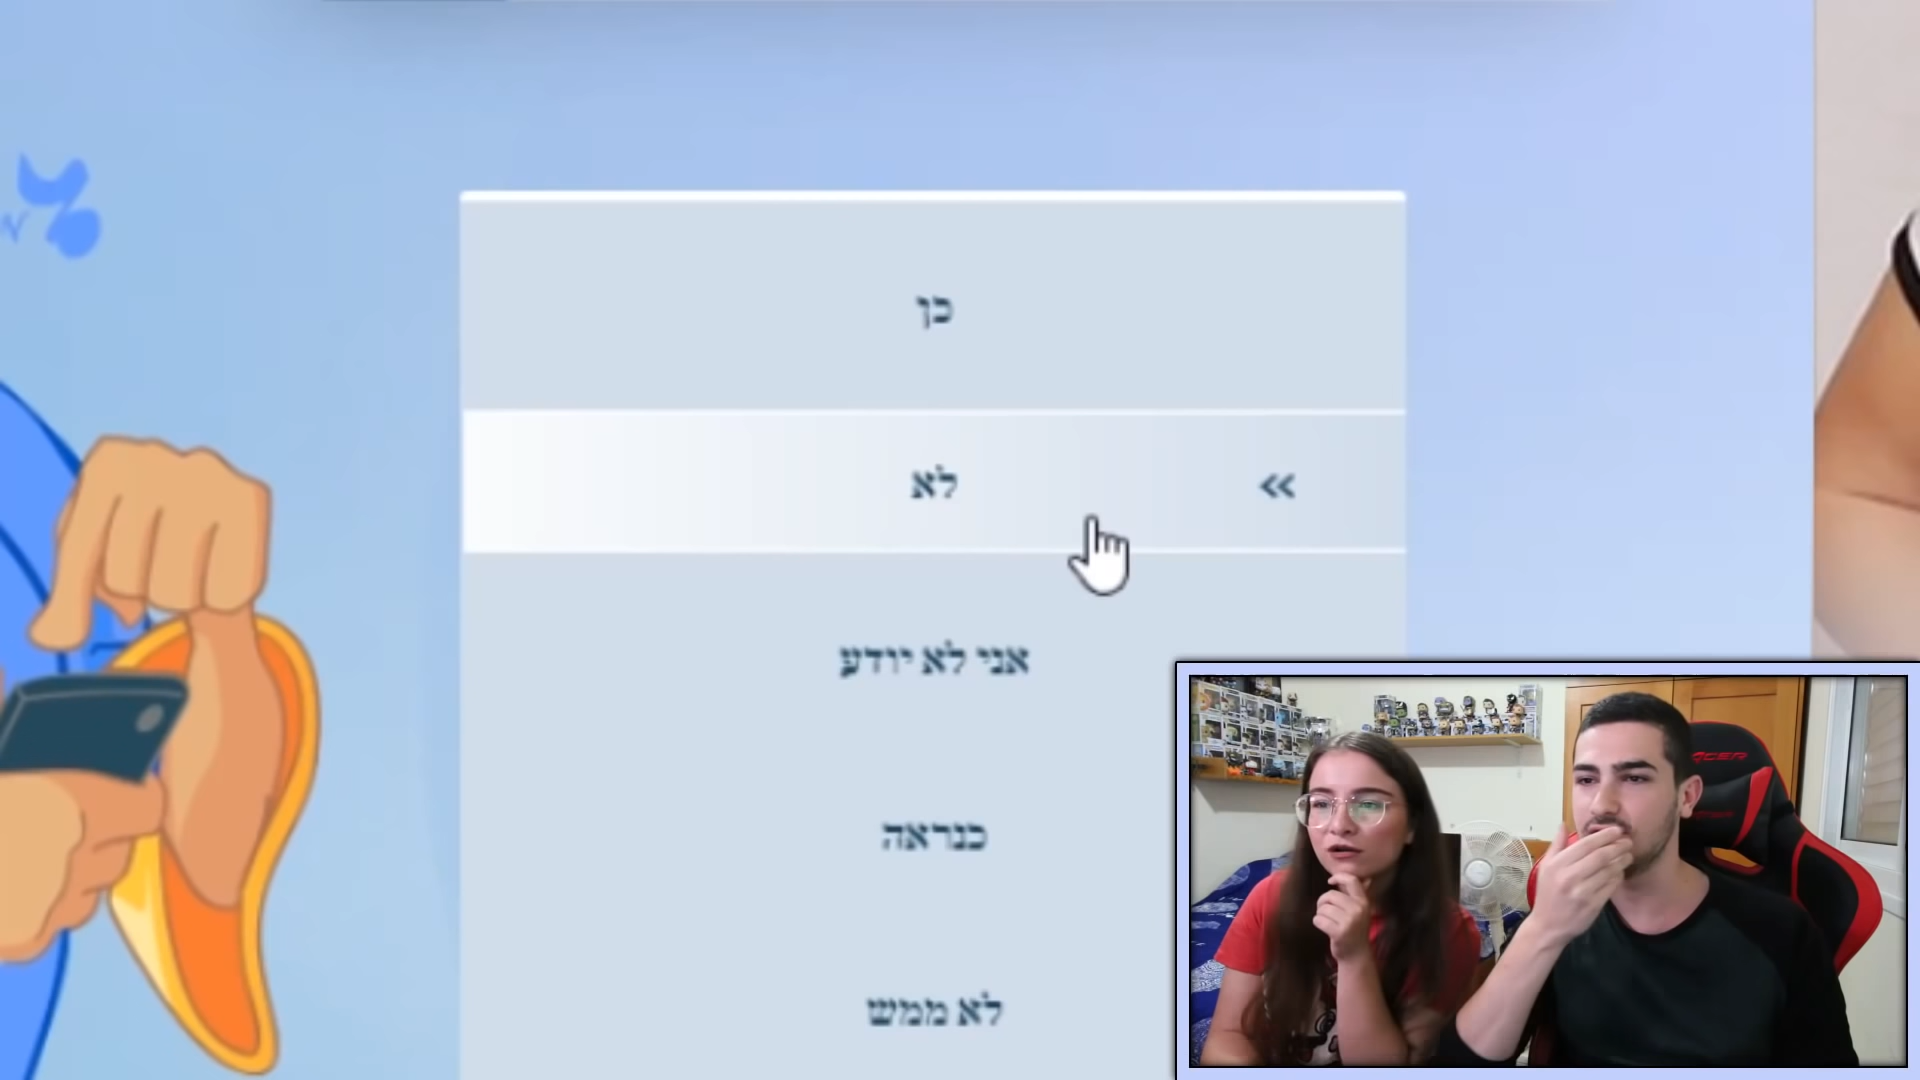 כן
לא
אני לא יודע
כנראה
לא ממש